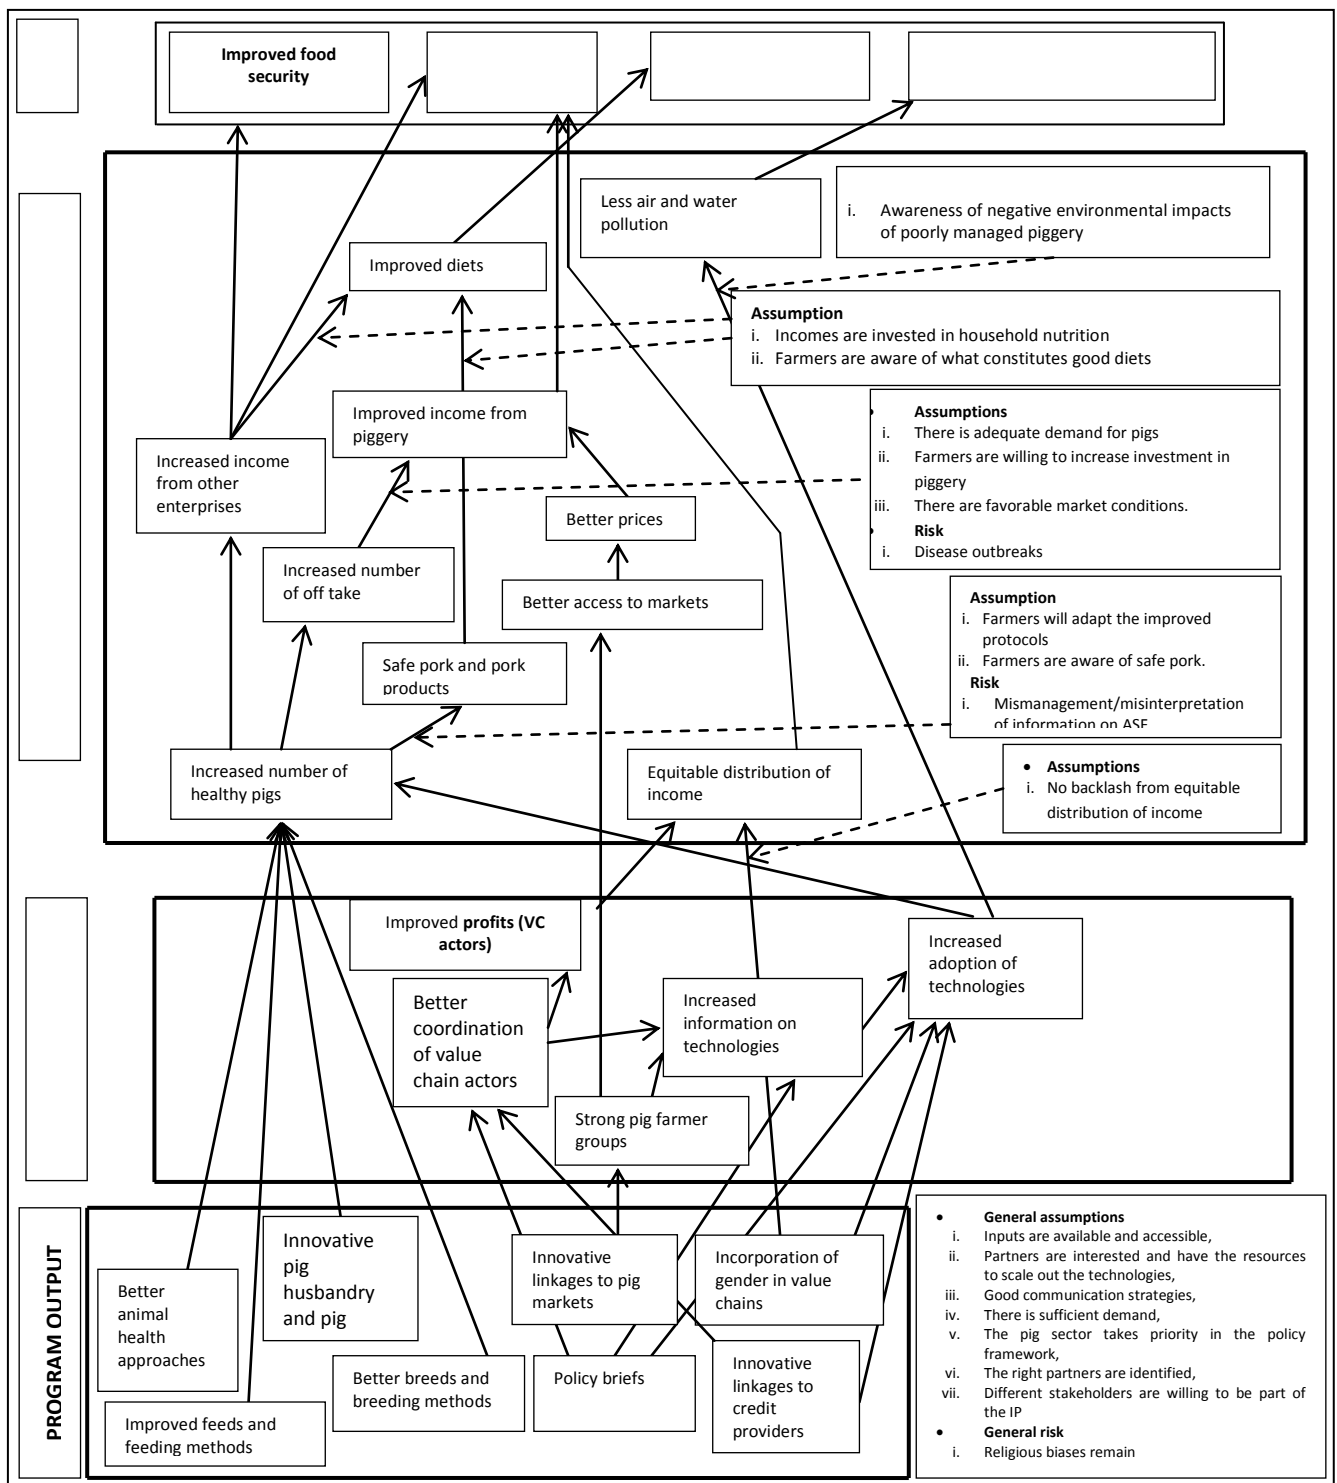 Improved food
security
Less air and water
pollution
i. Awareness of negative environmental impacts
of poorly managed piggery
Improved diets
Assumption
i. Incomes are invested in household nutrition
ii. Farmers are aware of what constitutes good diets
Improved income from
piggery
• Assumptions
i. There is adequate demand for pigs
ii. Farmers are willing to increase investment in
piggery
iii. There are favorable market conditions.
• Risk
i. Disease outbreaks
Increased income
from other
enterprises
Better prices
Increased number
of off take
Better access to markets
Assumption
i. Farmers will adapt the improved
protocols
ii. Farmers are aware of safe pork.
Risk
i. Mismanagement/misinterpretation
of information on ASF
Safe pork and pork
products
Increased number of
healthy pigs
Equitable distribution of
income
• Assumptions
i. No backlash from equitable
distribution of income
Improved profits (VC
actors)
Increased
adoption of
technologies
Better
coordination
of value
chain actors
Increased
information on
technologies
Strong pig farmer
groups
PROGRAM OUTPUT
Better
animal
health
approaches
Innovative
pig
husbandry
and pig
Innovative
linkages to pig
markets
Incorporation of
gender in value
chains
Improved feeds and
feeding methods
Better breeds and
breeding methods
Policy briefs
Innovative
linkages to
credit
providers
• General assumptions
i. Inputs are available and accessible,
ii. Partners are interested and have the resources
to scale out the technologies,
iii. Good communication strategies,
iv. There is sufficient demand,
v. The pig sector takes priority in the policy
framework,
vi. The right partners are identified,
vii. Different stakeholders are willing to be part of
the IP
• General risk
i. Religious biases remain